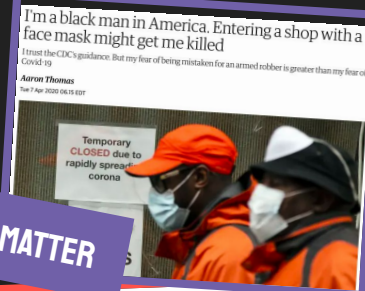 I'm a black man in America. Entering a shop with a
face mask might get me killed
I trust the CDC's guidance. But my fear of being mistaken for an armed robber is greater than my fear of
Covid-19
Aaron Thomas
Tue 7 Apr 2020 06.15 EDT
Temporary
CLOSED due to
rapidly
corona
MATTER
S